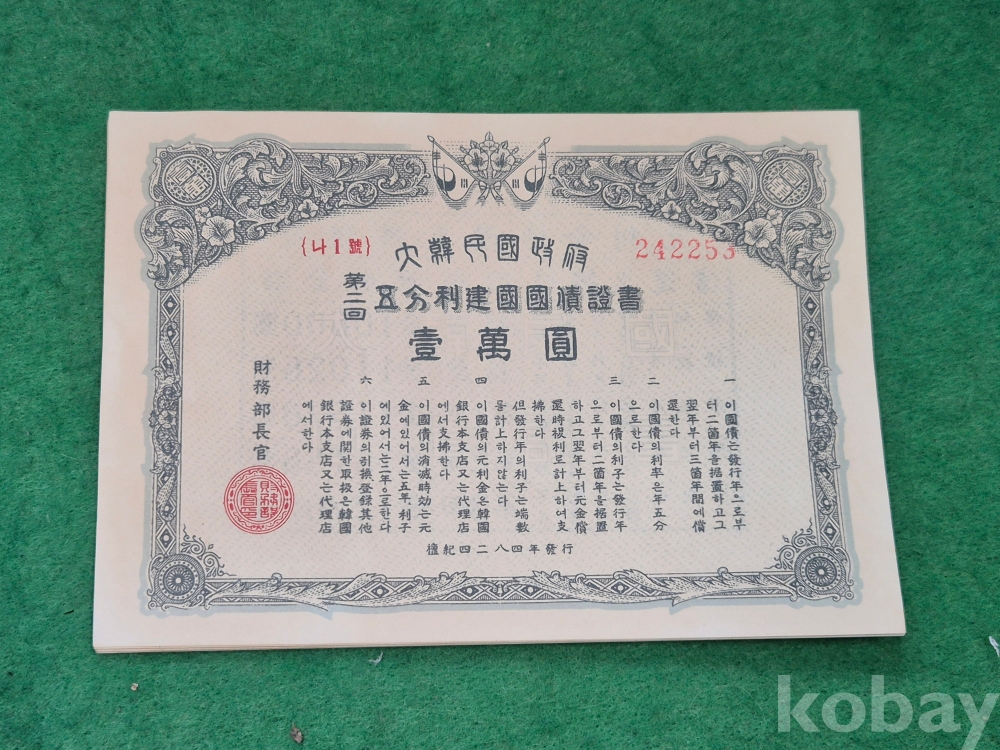 {나1號}
242253
大韓民國政府
第二回 五分利建國國債證書
壹萬圓
一 이國債는發行年으로부
터二箇年을据置하고그
翌年부터三箇年間에償
還한다
二 이國債의利率은年五分
으로한다
三 이國債의利子는發行年
으로부터二箇年을据置
하고그翌年부터元金償
還時複利로計上하여支
拂한다
但發行年의利子는端數
를計上하지않는다
四 이國債의元利金은韓國
銀行本支店又는代理店
에서支拂한다
五 이國債의消滅時効는元
金에있어서는五年、利子
에있어서는二年으로한다
六 이證券의引換登錄其他
證券에関한取扱은韓國
銀行本支店又는代理店
에서한다
財務部長官
檀紀四二八四年發行
kobay